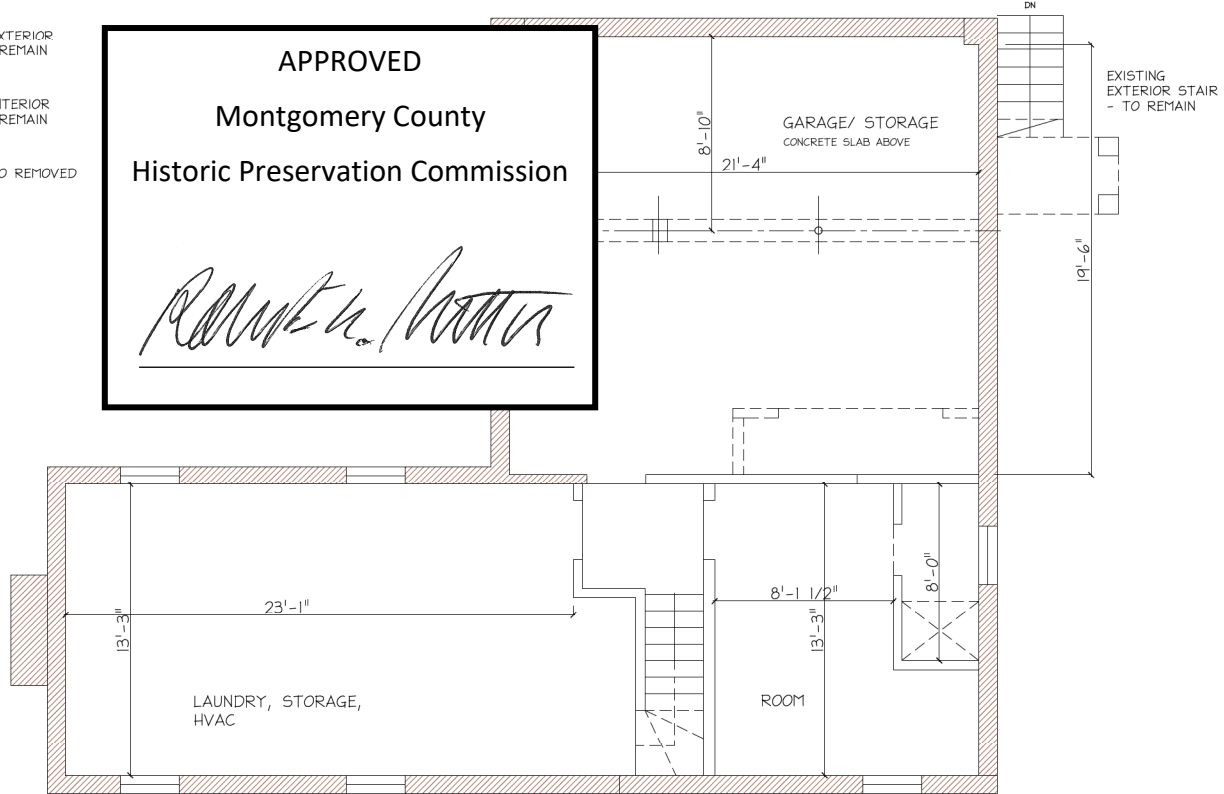 DN
XTERIOR
REMAIN
TERIOR
REMAIN
O REMOVED
APPROVED
Montgomery County
Historic Preservation Commission
8'-10"
GARAGE/ STORAGE
CONCRETE SLAB ABOVE
21'-4"
EXISTING
EXTERIOR STAIR
- TO REMAIN
19'-6"
23'-1"
13'-3"
8'-1 1/2"
13'-3"
8'-0"
LAUNDRY, STORAGE,
HVAC
ROOM